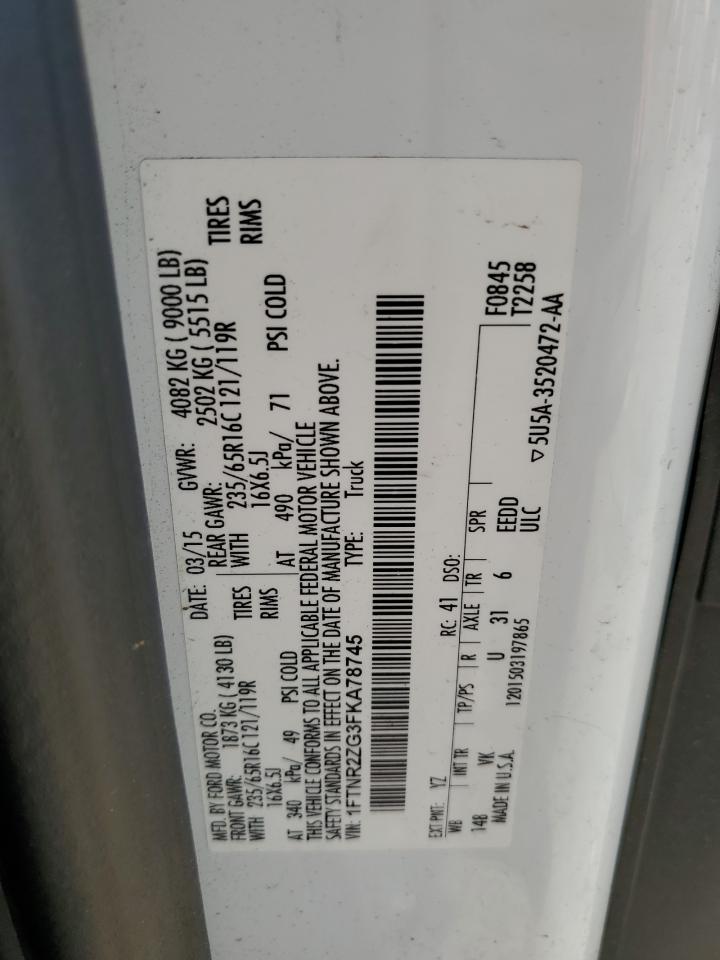 MFD. BY FORD MOTOR CO.
DATE: 03/15 GVWR: 4082 KG ( 9000 LB)
FRONT GAWR: 1873 KG ( 4130 LB) REAR GAWR: 2502 KG ( 5515 LB)
WITH 235/65R16C 121/119R TIRES WITH 235/65R16C 121/119R TIRES
16X6.5J RIMS 16X6.5J RIMS
AT 340 kPa/ 49 PSI COLD AT 490 kPa/ 71 PSI COLD
THIS VEHICLE CONFORMS TO ALL APPLICABLE FEDERAL MOTOR VEHICLE
SAFETY STANDARDS IN EFFECT ON THE DATE OF MANUFACTURE SHOWN ABOVE.
VIN: 1FTNR2ZG3FKA78745 TYPE: Truck
EXT PNT: YZ RC: 41 DSO:
WB INT TR TP/PS R AXLE TR SPR F0845
148 VK U 31 6 EEDD T2258
MADE IN U.S.A. 1201503197865 ULC
▽5U5A-3520472-AA